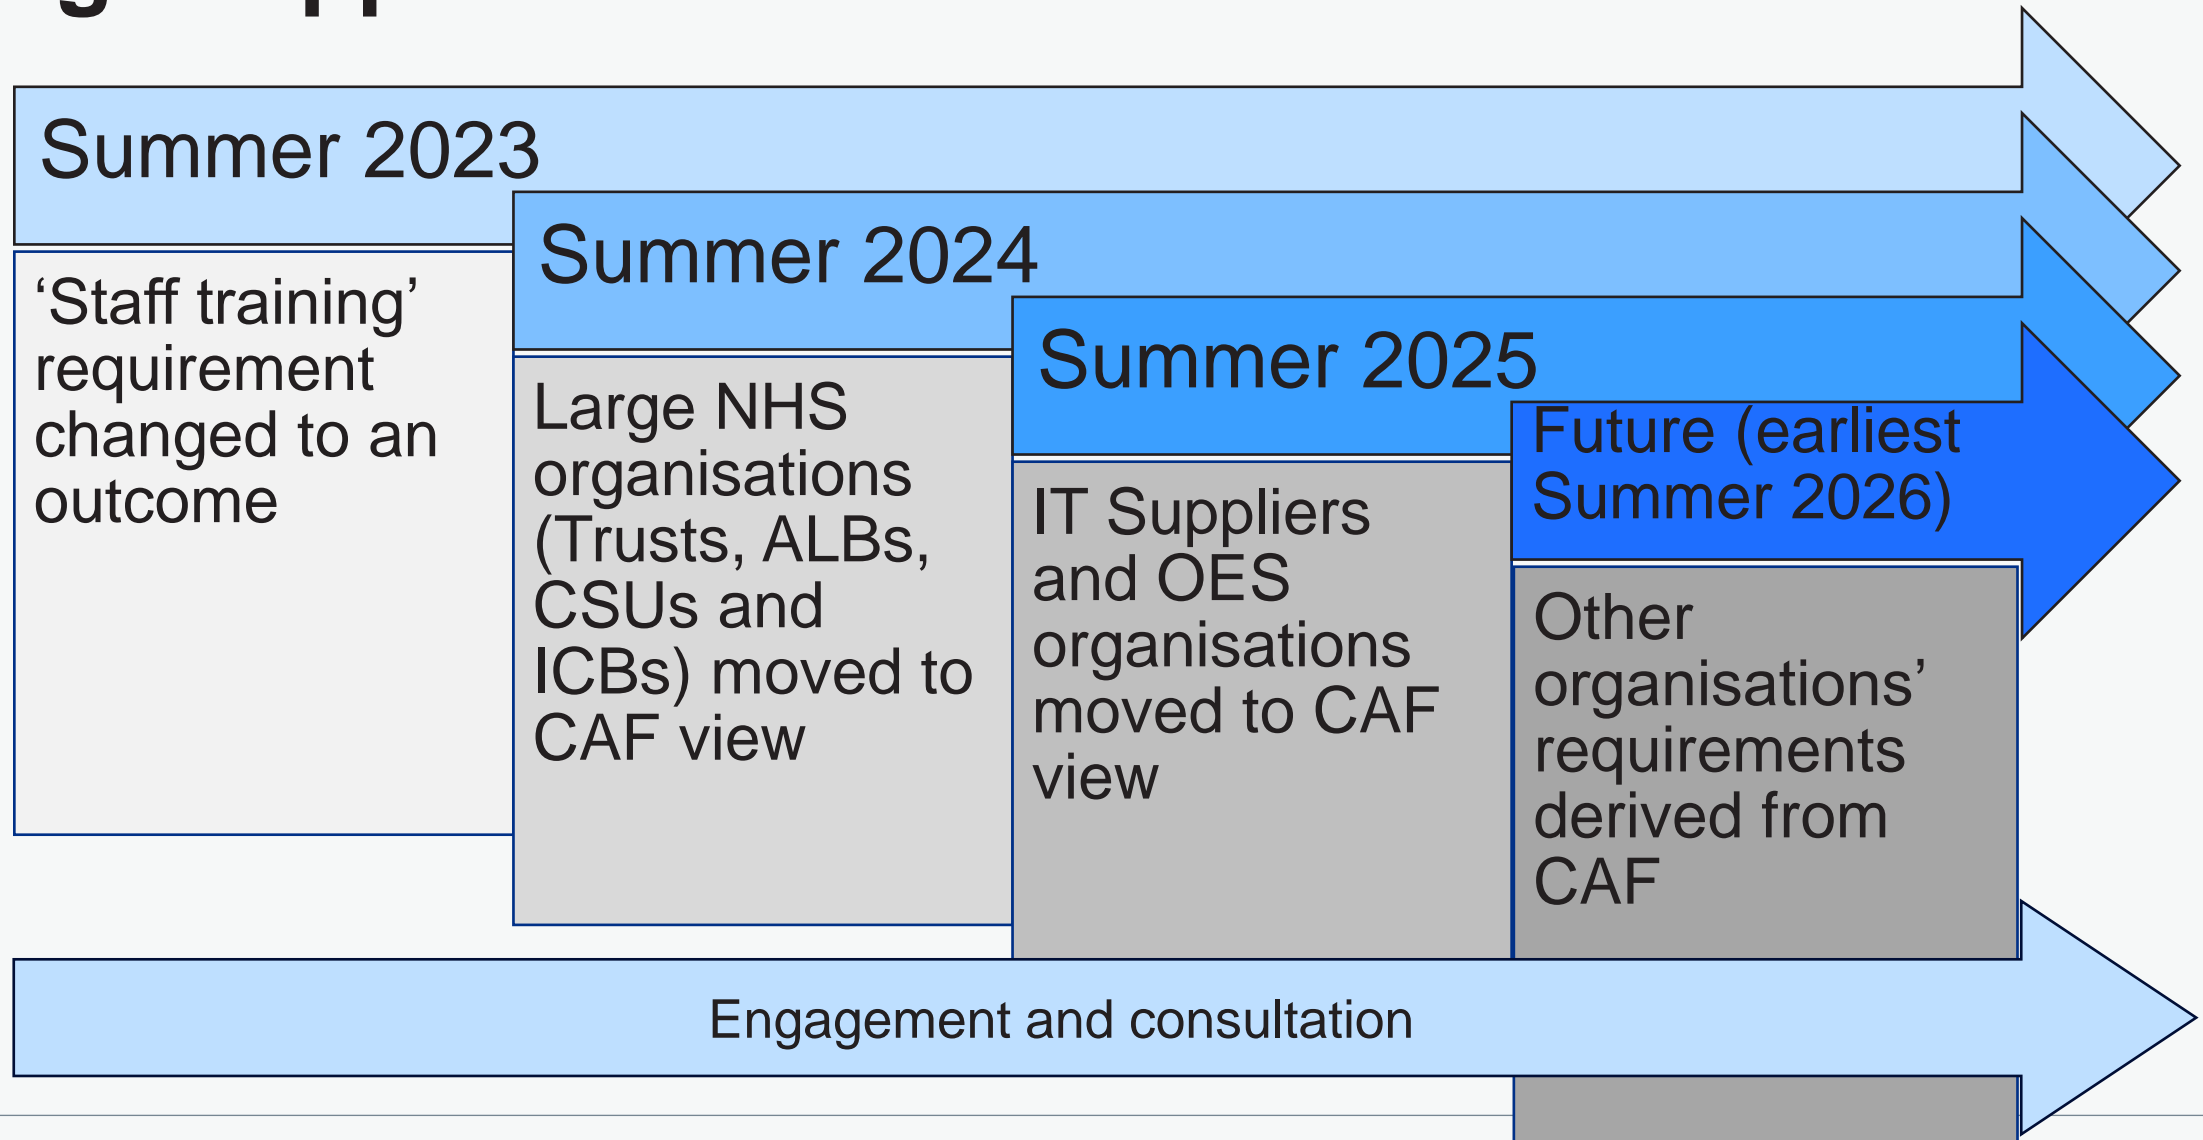 Summer 2023
‘Staff training’
requirement
changed to an
outcome
Summer 2024
Large NHS
organisations
(Trusts, ALBs,
CSUs and
ICBs) moved to
CAF view
Summer 2025
IT Suppliers
and OES
organisations
moved to CAF
view
Future (earliest
Summer 2026)
Other
organisations’
requirements
derived from
CAF
Engagement and consultation